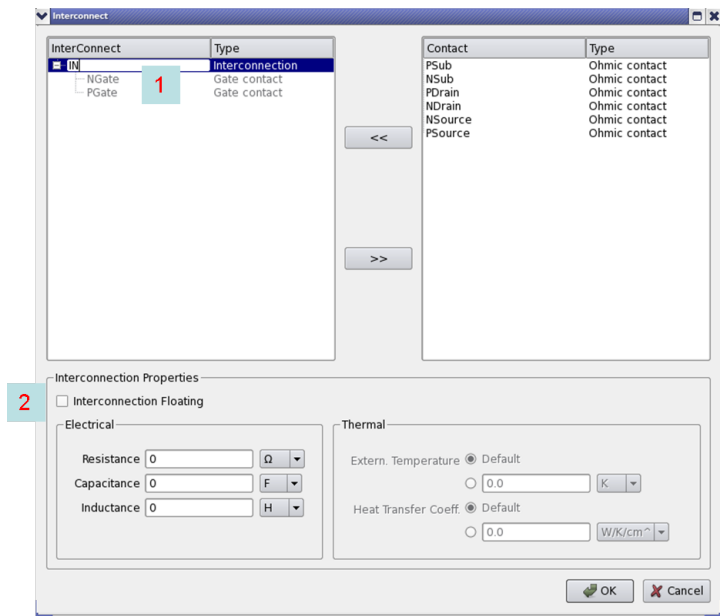 Interconnect
InterConnect Type
IN Interconnection
NGate Gate contact
PGate Gate contact
1
<<
>>
Contact Type
PSub Ohmic contact
NSub Ohmic contact
PDrain Ohmic contact
NDrain Ohmic contact
NSource Ohmic contact
PSource Ohmic contact
Interconnection Properties
2
Interconnection Floating
Electrical
Resistance 0 Ω
Capacitance 0 F
Inductance 0 H
Thermal
Extern. Temperature Default
0.0 K
Heat Transfer Coeff. Default
0.0 W/K/cm^
OK Cancel